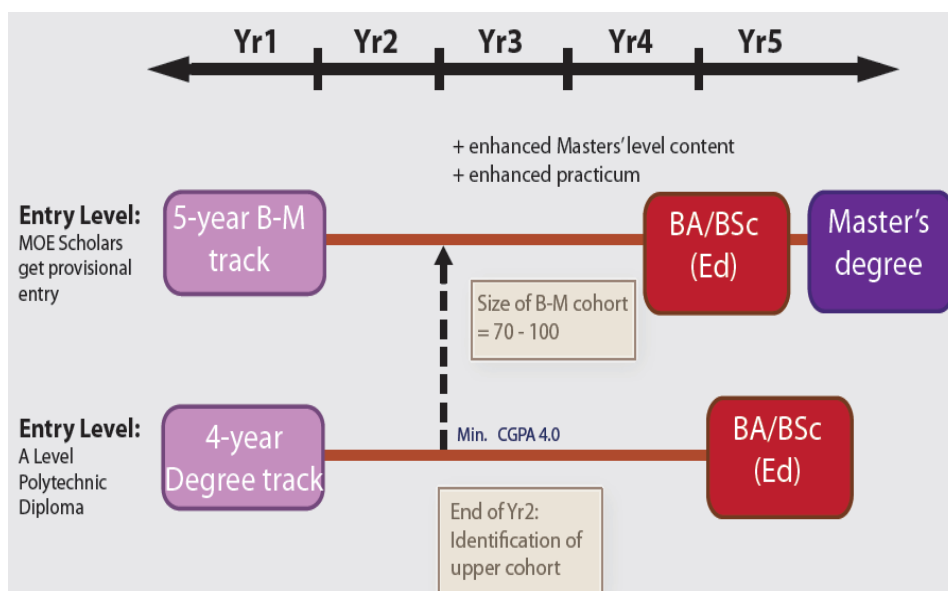 Yr1 Yr2 Yr3 Yr4 Yr5
+ enhanced Masters' level content
+ enhanced practicum
Entry Level:
MOE Scholars
get provisional
entry
5-year B-M
track
BA/BSc
(Ed)
Master's
degree
Size of B-M cohort
= 70 - 100
Entry Level:
A Level
Polytechnic
Diploma
4-year
Degree track
Min. CGPA 4.0
BA/BSc
(Ed)
End of Yr2:
Identification of
upper cohort